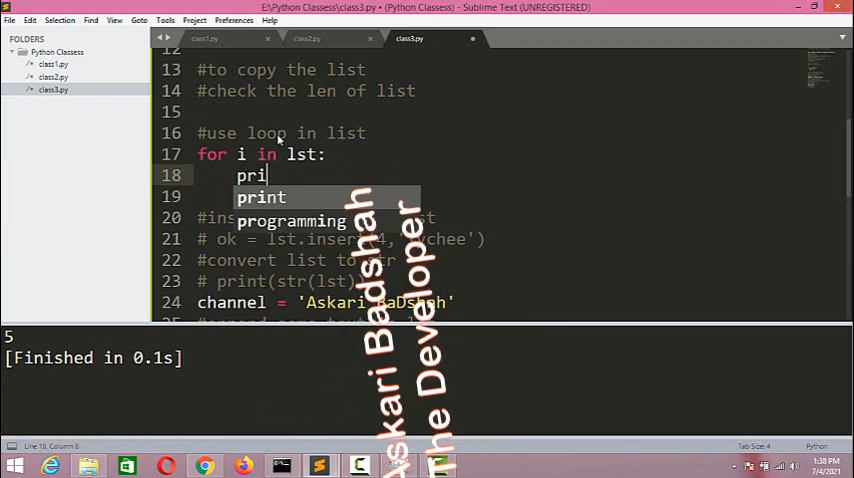 E:\Python Classess\class3.py • (Python Classess) - Sublime Text (UNREGISTERED)
File Edit Selection Find View Goto Tools Project Preferences Help
FOLDERS
Python Classess
class1.py
class2.py
class3.py
class1.py class2.py class3.py
12
13 #to copy the list
14 #check the len of list
15
16 #use loop in list
17 for i in lst:
18 pri
print
programming
19
20 #ins
21 # ok = lst.insert(4,'lychee')
22 #convert list to str
23 # print(str(lst))
24 channel = 'Askari BaDshah'
5
[Finished in 0.1s]
Askari Badshah
The Developer
Line 18, Column 8 Tab Size: 4 Python
1:38 PM
7/4/2021